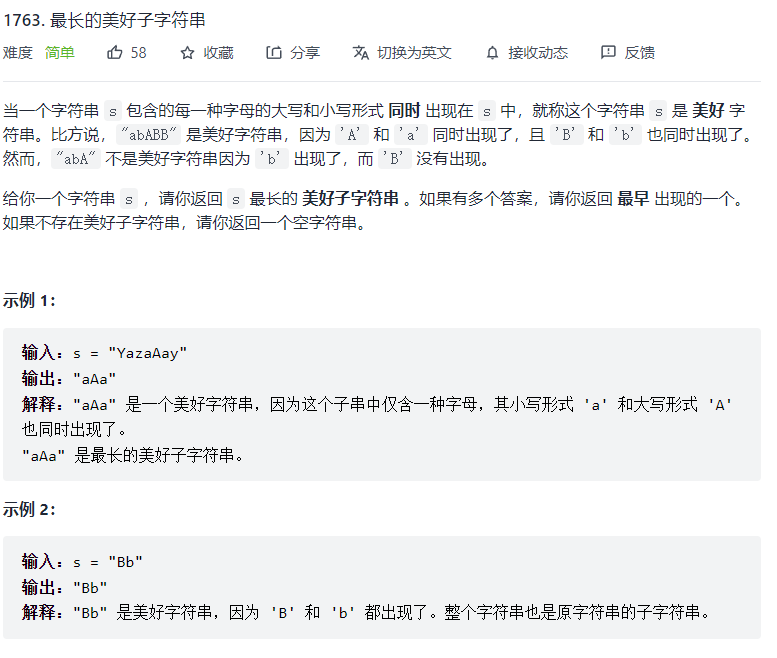 1763. 最长的美好子字符串
难度 简单 58 收藏 分享 切换为英文 接收动态 反馈
当一个字符串 s 包含的每一种字母的大写和小写形式 同时 出现在 s 中，就称这个字符串 s 是 美好 字
符串。比方说，"abABB" 是美好字符串，因为 'A' 和 'a' 同时出现了，且 'B' 和 'b' 也同时出现了。
然而，"abA" 不是美好字符串因为 'b' 出现了，而 'B' 没有出现。
给你一个字符串 s ，请你返回 s 最长的 美好子字符串 。如果有多个答案，请你返回 最早 出现的一个。
如果不存在美好子字符串，请你返回一个空字符串。
示例 1：
输入：s = "YazaAay"
输出："aAa"
解释："aAa" 是一个美好字符串，因为这个子串中仅含一种字母，其小写形式 'a' 和大写形式 'A'
也同时出现了。
"aAa" 是最长的美好子字符串。
示例 2：
输入：s = "Bb"
输出："Bb"
解释："Bb" 是美好字符串，因为 'B' 和 'b' 都出现了。整个字符串也是原字符串的子字符串。